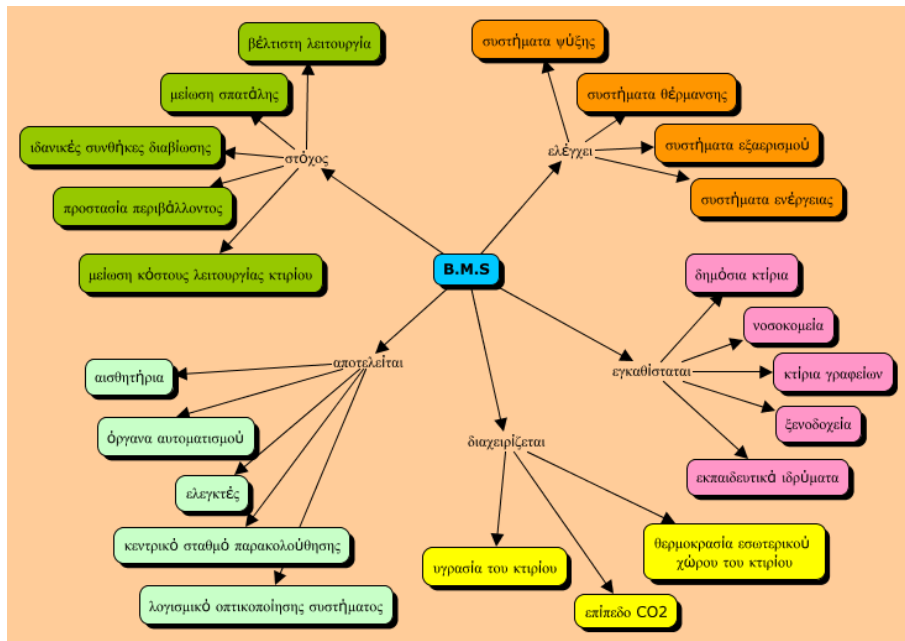 βέλτιστη λειτουργία
συστήματα ψύξης
μείωση σπατάλης
συστήματα θέρμανσης
ιδανικές συνθήκες διαβίωσης
στόχος
ελέγχει
συστήματα εξαερισμού
προστασία περιβάλλοντος
συστήματα ενέργειας
μείωση κόστους λειτουργίας κτιρίου
B.M.S
δημόσια κτίρια
νοσοκομεία
αποτελείται
εγκαθίσταται
κτίρια γραφείων
αισθητήρια
ξενοδοχεία
όργανα αυτοματισμού
διαχειρίζεται
εκπαιδευτικά ιδρύματα
ελεγκτές
κεντρικό σταθμό παρακολούθησης
θερμοκρασία εσωτερικού
χώρου του κτιρίου
υγρασία του κτιρίου
λογισμικό οπτικοποίησης συστήματος
επίπεδο CO2